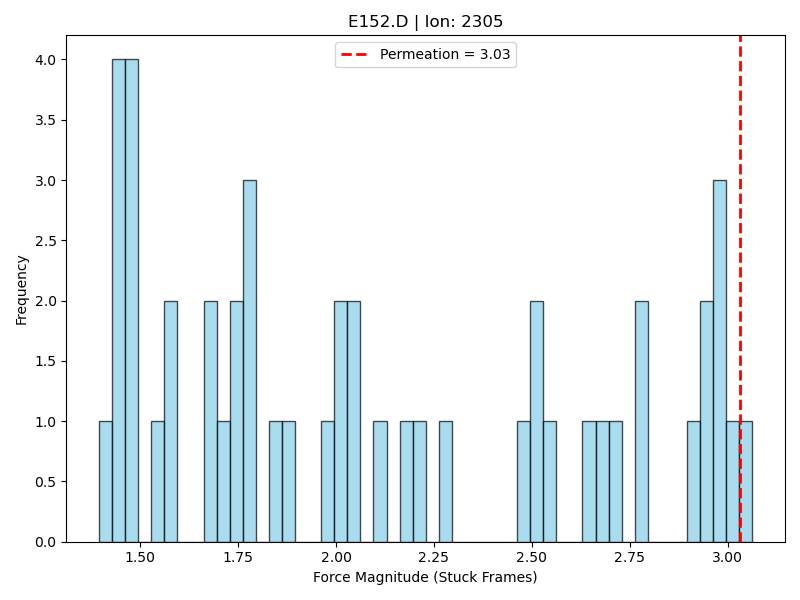 E152.D | Ion: 2305
Permeation = 3.03
Frequency
4.0
3.5
3.0
2.5
2.0
1.5
1.0
0.5
0.0
1.50 1.75 2.00 2.25 2.50 2.75 3.00
Force Magnitude (Stuck Frames)